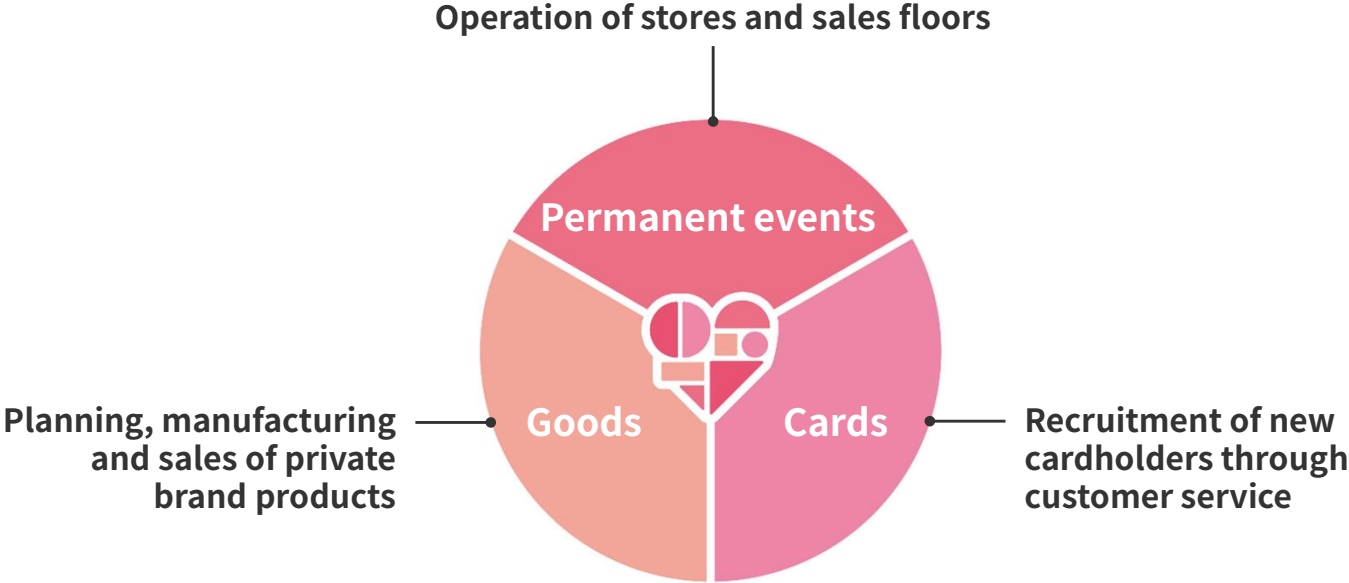 Operation of stores and sales floors
Permanent events
Goods
Cards
Planning, manufacturing
and sales of private
brand products
Recruitment of new
cardholders through
customer service